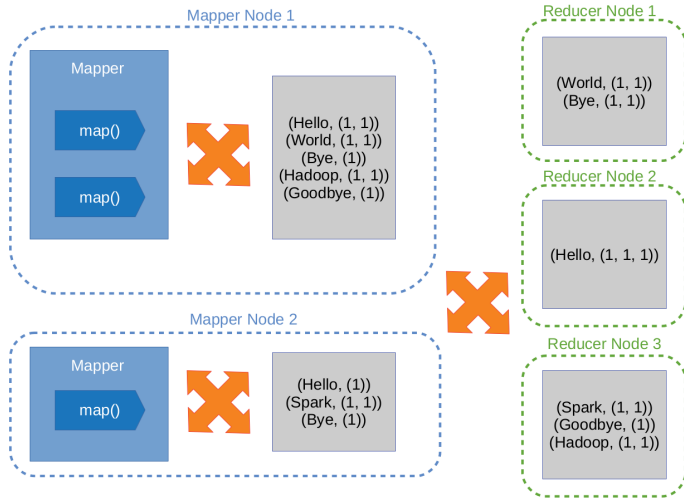 Mapper Node 1
Mapper
map()
map()
(Hello, (1, 1))
(World, (1, 1))
(Bye, (1))
(Hadoop, (1, 1))
(Goodbye, (1))
Mapper Node 2
Mapper
map()
(Hello, (1))
(Spark, (1, 1))
(Bye, (1))
Reducer Node 1
(World, (1, 1))
(Bye, (1, 1))
Reducer Node 2
(Hello, (1, 1, 1))
Reducer Node 3
(Spark, (1, 1))
(Goodbye, (1))
(Hadoop, (1, 1))